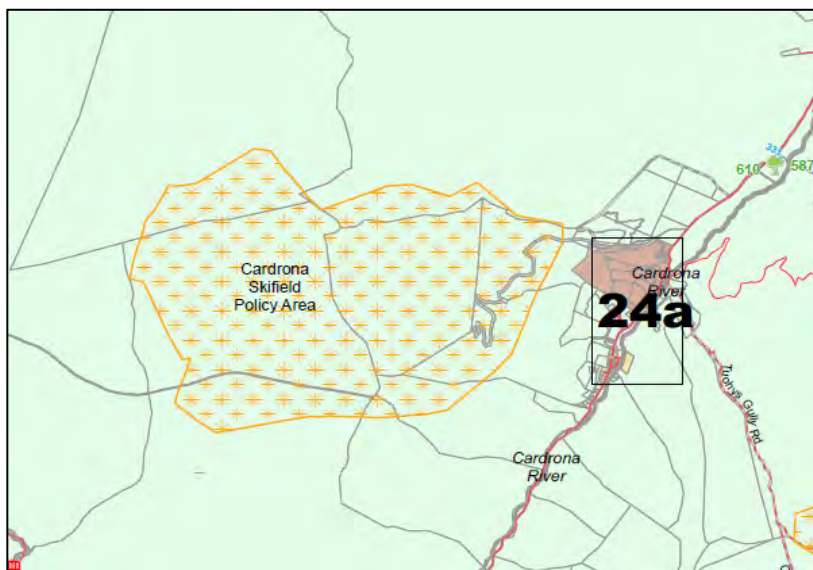 331
610
587
Cardrona
Skifield
Policy Area
Cardrona
River
24a
Tuohys Gully Rd
Cardrona
River